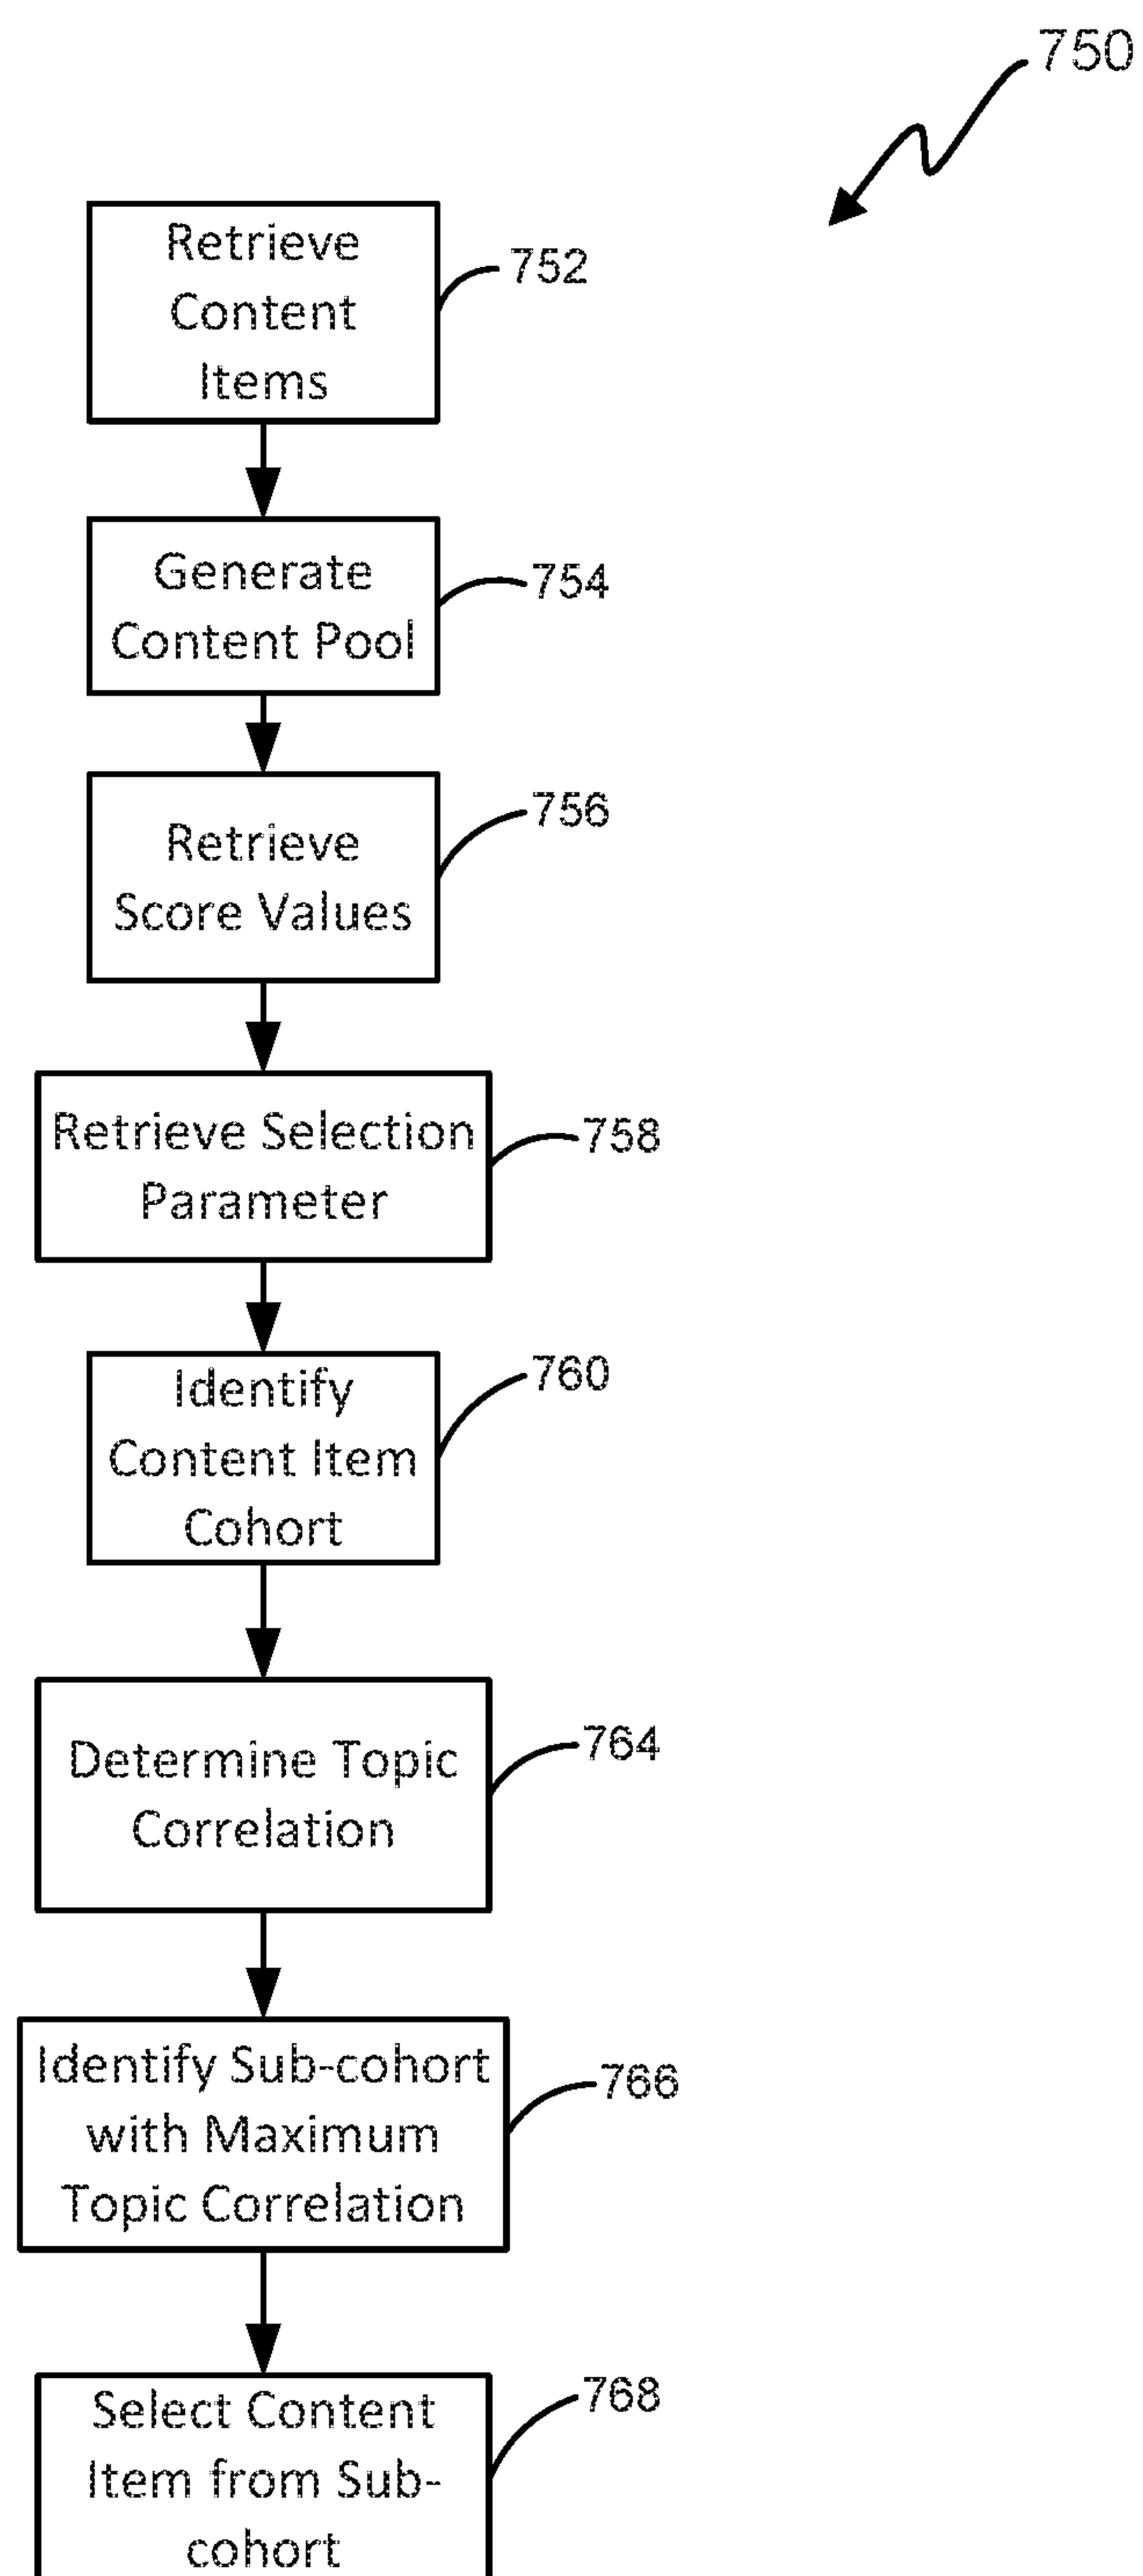 750
Retrieve
Content
Items
752
Generate
Content Pool
754
Retrieve
Score Values
756
Retrieve Selection
Parameter
758
Identify
Content Item
Cohort
760
Determine Topic
Correlation
764
Identify Sub-cohort
with Maximum
Topic Correlation
766
Select Content
Item from Sub-
cohort
768